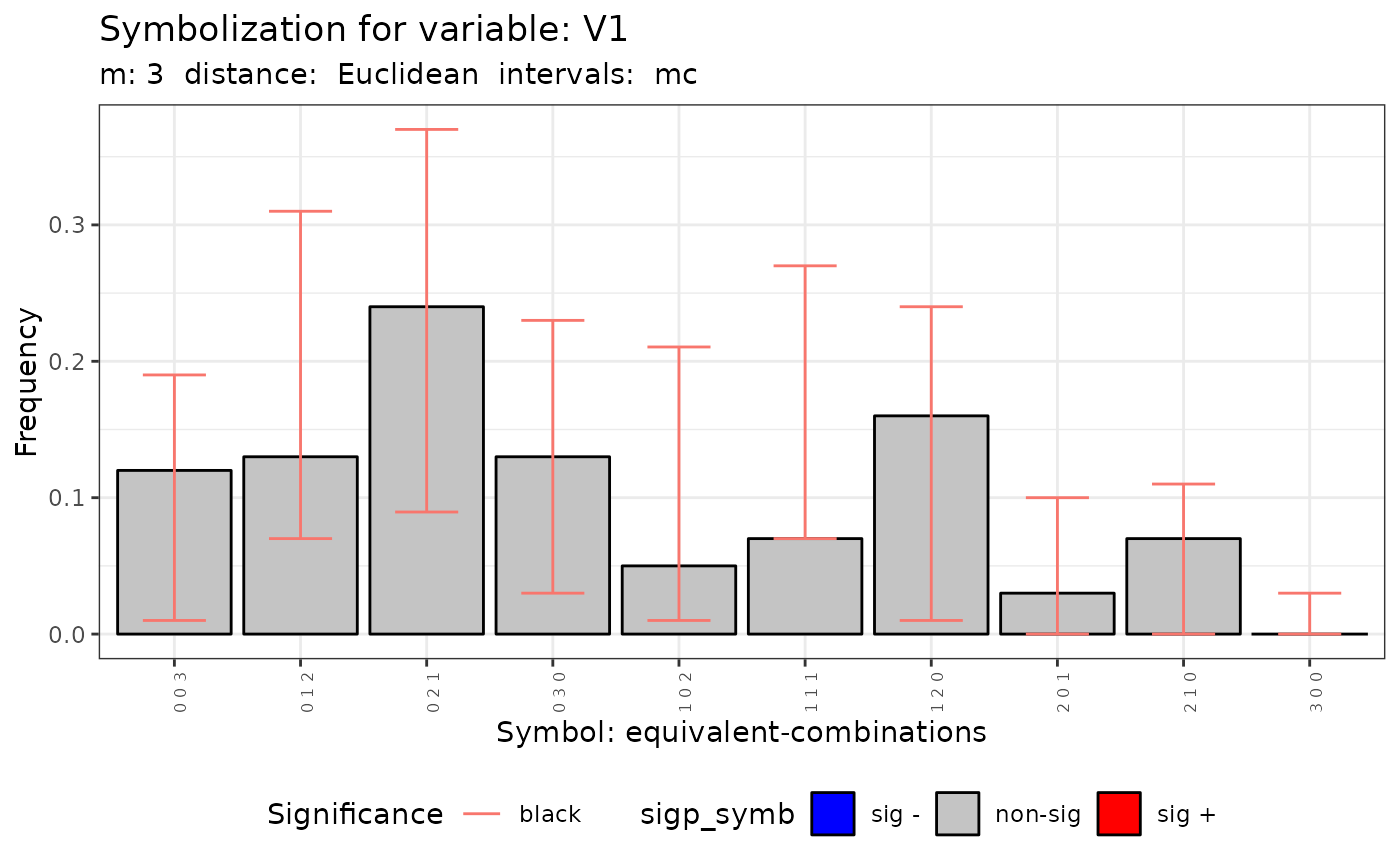 Symbolization for variable: V1
m: 3 distance: Euclidean intervals: mc
Frequency
0.3
0.2
0.1
0.0
0 0 3
0 1 2
0 2 1
0 3 0
1 0 2
1 1 1
1 2 0
2 0 1
2 1 0
3 0 0
Symbol: equivalent-combinations
Significance black sigp_symb sig - non-sig sig +